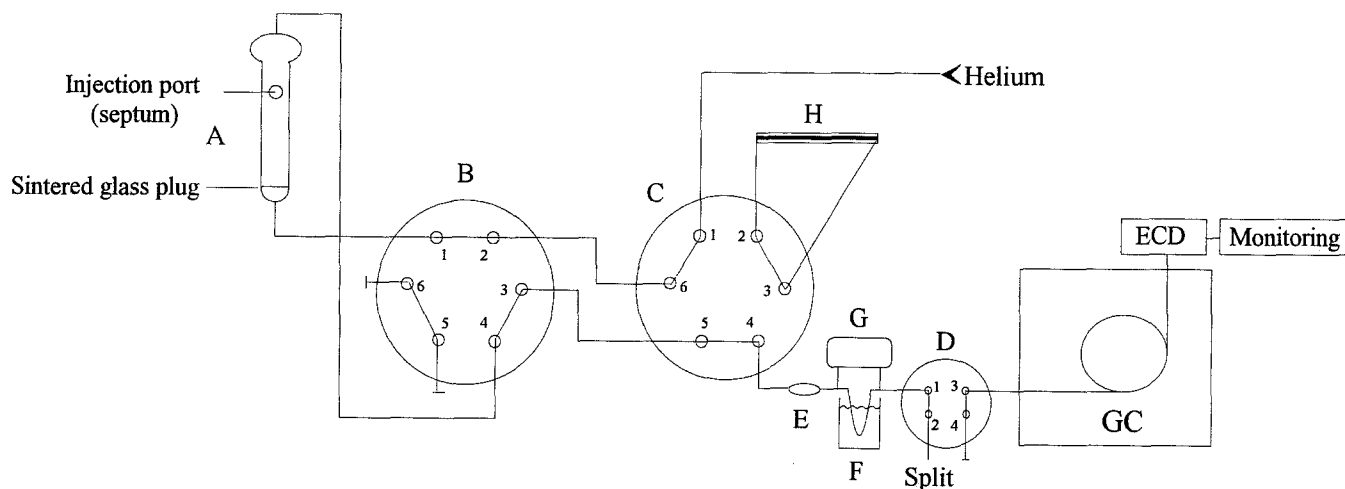 Helium
Injection port
(septum)
A
H
Sintered glass plug
B
C
1
2
6
3
5
4
1
2
6
3
5
4
ECD
Monitoring
G
D
1
3
2
4
E
F
Split
GC